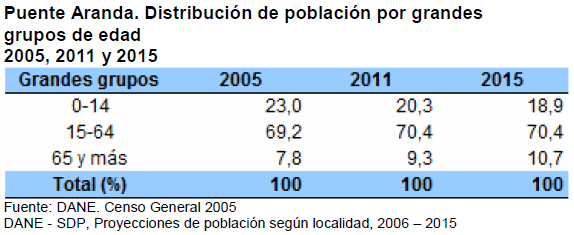 Puente Aranda. Distribución de población por grandes
grupos de edad
2005, 2011 y 2015
Grandes grupos 2005 2011 2015
0-14 23,0 20,3 18,9
15-64 69,2 70,4 70,4
65 y más 7,8 9,3 10,7
Total (%) 100 100 100
Fuente: DANE. Censo General 2005
DANE - SDP, Proyecciones de población según localidad, 2006 – 2015